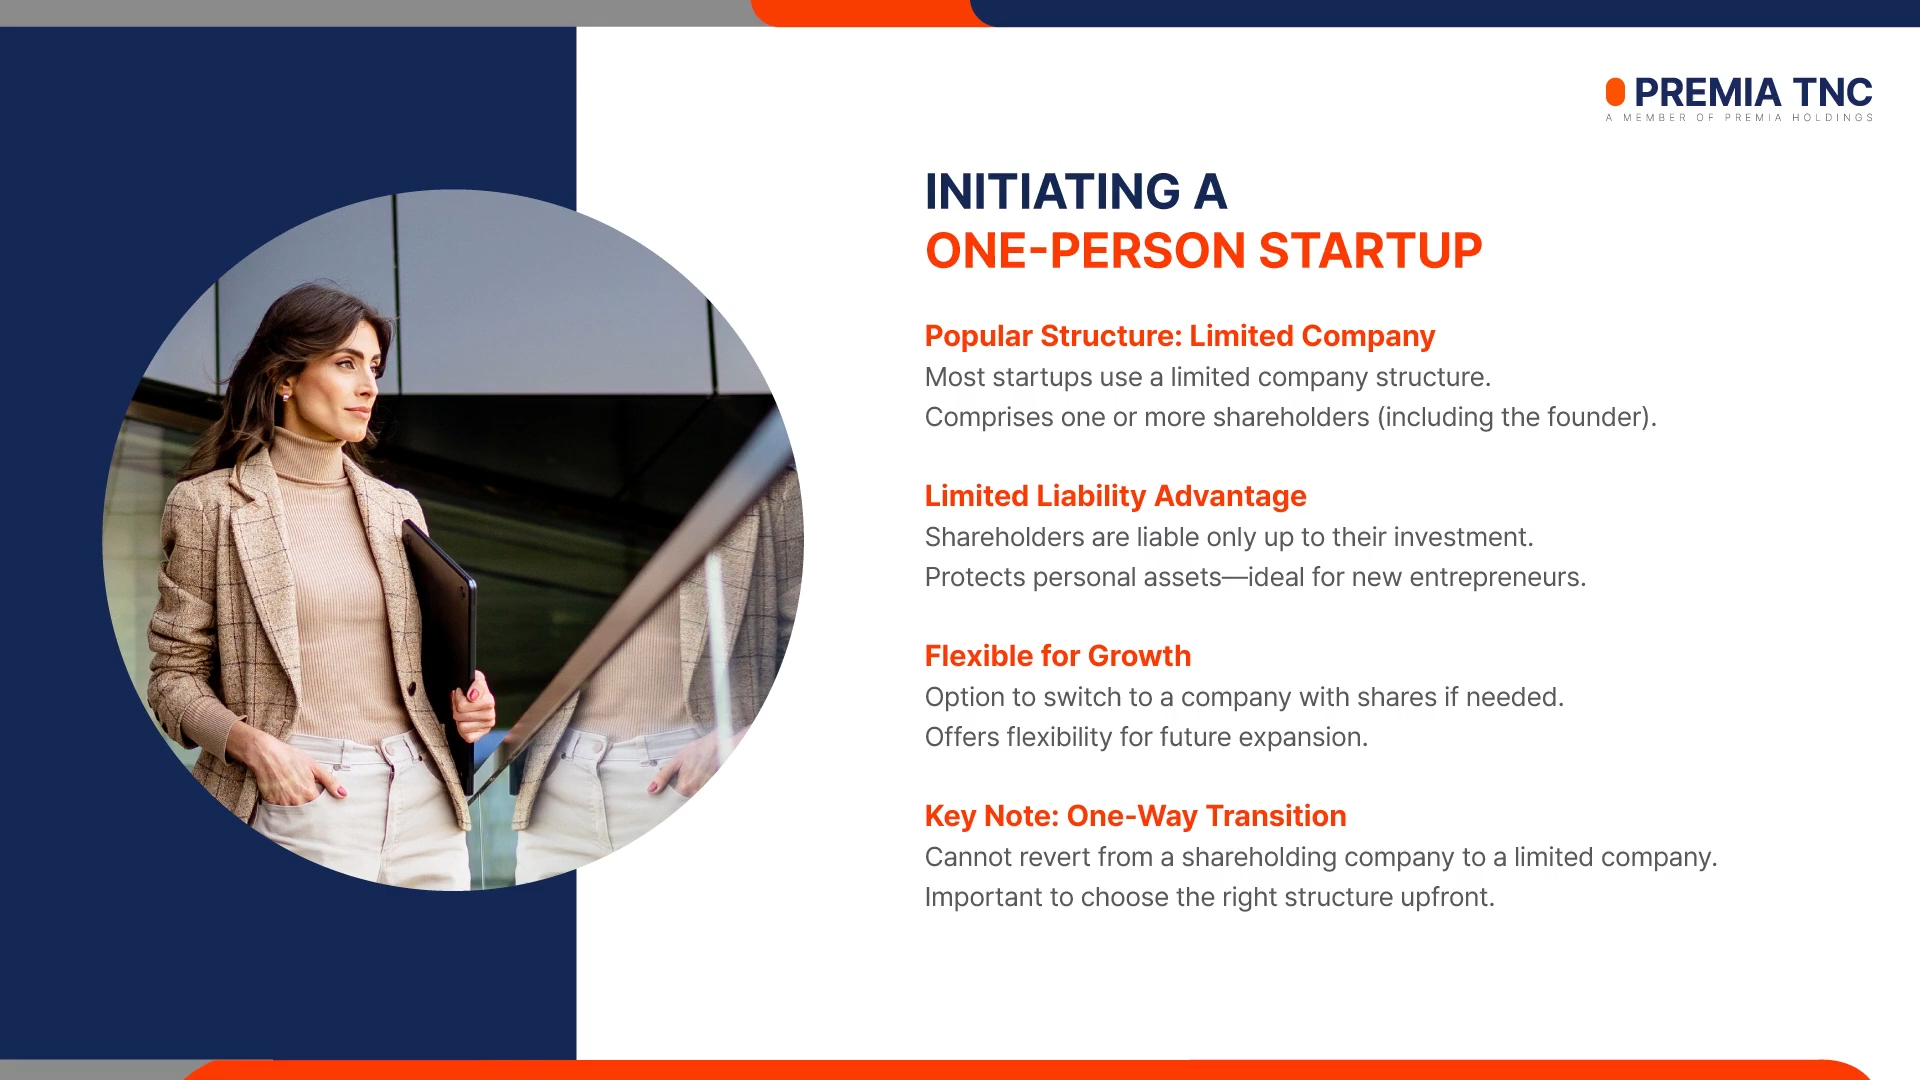 PREMIA TNC
A MEMBER OF PREMIA HOLDINGS
INITIATING A
ONE-PERSON STARTUP
Popular Structure: Limited Company
Most startups use a limited company structure.
Comprises one or more shareholders (including the founder).
Limited Liability Advantage
Shareholders are liable only up to their investment.
Protects personal assets—ideal for new entrepreneurs.
Flexible for Growth
Option to switch to a company with shares if needed.
Offers flexibility for future expansion.
Key Note: One-Way Transition
Cannot revert from a shareholding company to a limited company.
Important to choose the right structure upfront.